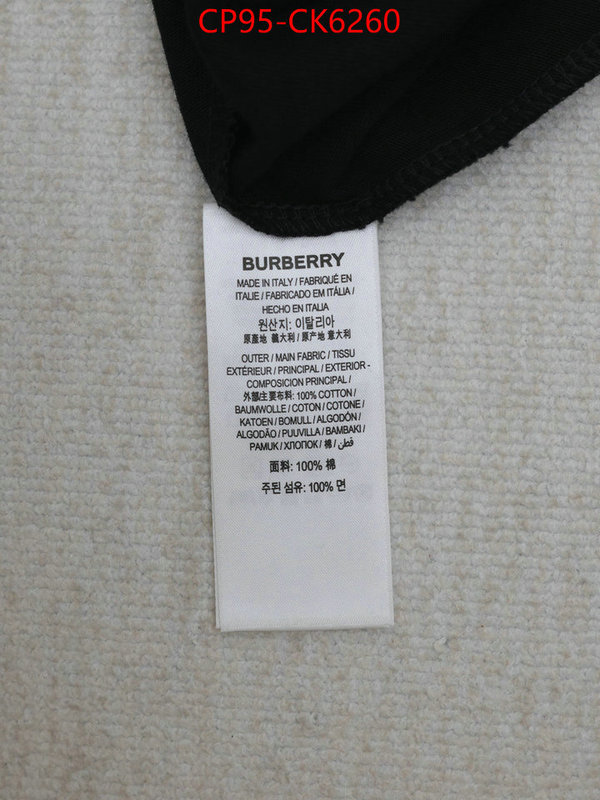 CP95-CK6260
BURBERRY
MADE IN ITALY / FABRIQUÉ EN
ITALIE / FABRICADO EM ITÁLIA /
HECHO EN ITALIA
원산지: 이탈리아
原產地 義大利 / 原产地 意大利
OUTER / MAIN FABRIC / TISSU
EXTÉRIEUR / PRINCIPAL / EXTERIOR -
COMPOSICION PRINCIPAL /
外部/主要布料: 100% COTTON /
BAUMWOLLE / COTON / COTONE /
KATOEN / BOMULL / ALGODÓN /
ALGODÃO / PUUVILLA / BAMBAKI /
PAMUK / ХЛОПОК / 棉 / قطن
面料: 100% 棉
주된 섬유: 100% 면